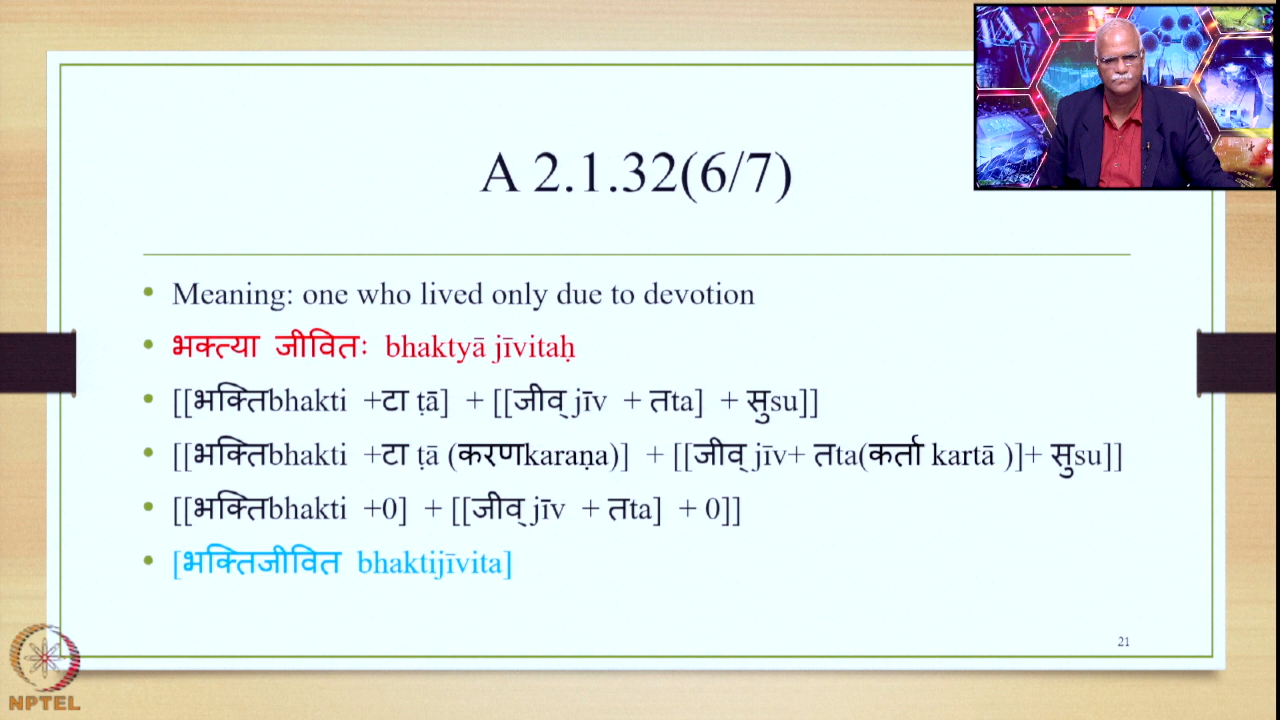 A 2.1.32(6/7)
Meaning: one who lived only due to devotion
भक्त्या जीवितः bhaktyā jīvitaḥ
[[भक्तिbhakti +टा ṭā] + [[जीव् jīv + तta] + सुsu]]
[[भक्तिbhakti +टा ṭā (करणkaraṇa)] + [[जीव् jīv+ तta(कर्ता kartā )]+ सुsu]]
[[भक्तिbhakti +0] + [[जीव् jīv + तta] + 0]]
[भक्तिजीवित bhaktijīvita]
21
NPTEL